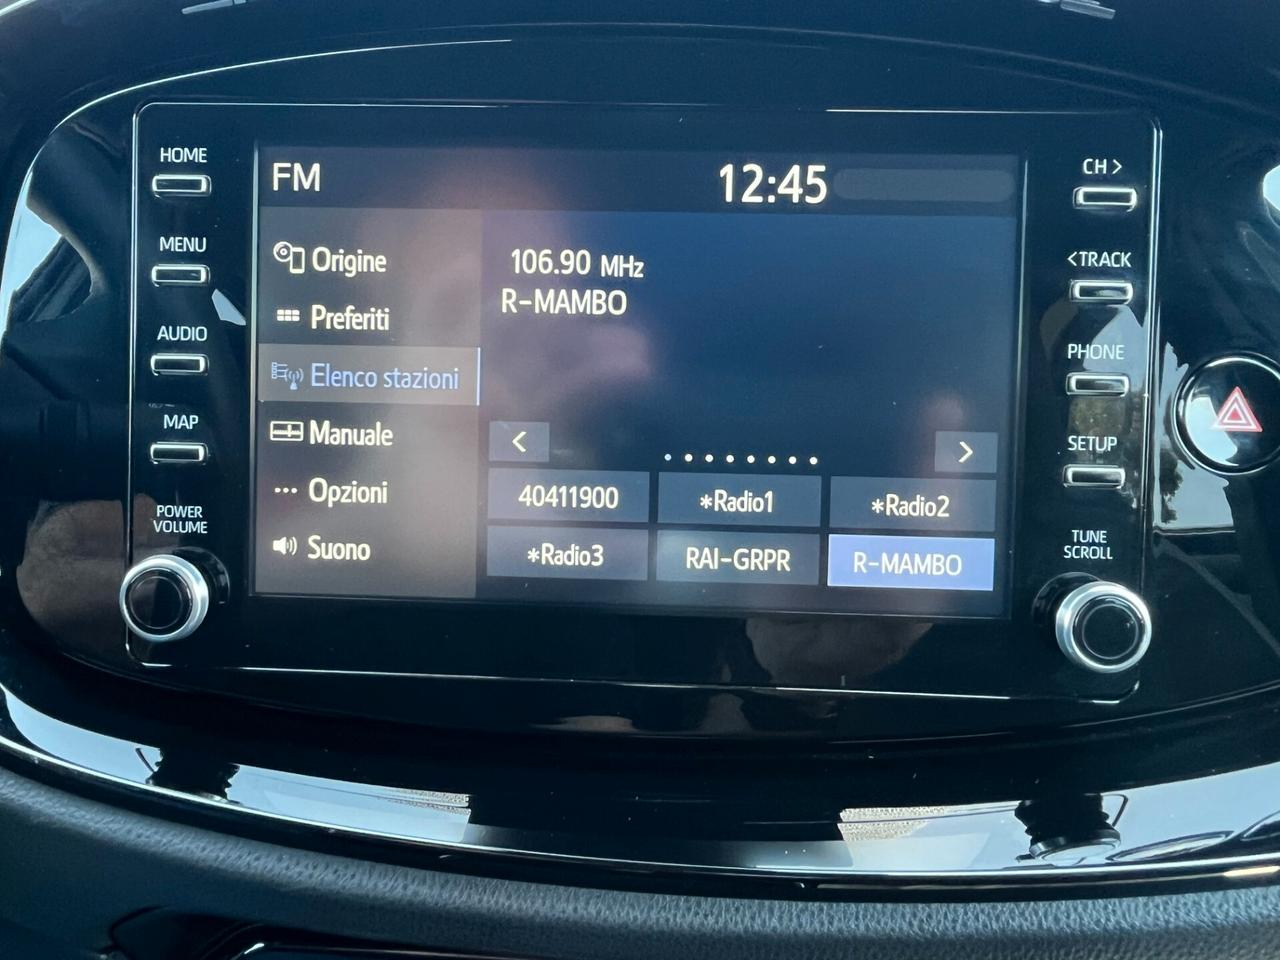 HOME
MENU
AUDIO
MAP
POWER
VOLUME
FM
12:45
Origine
Preferiti
Elenco stazioni
Manuale
Opzioni
Suono
106.90 MHz
R-MAMBO
<
>
40411900
*Radio1
*Radio2
*Radio3
RAI-GRPR
R-MAMBO
CH >
<TRACK
PHONE
SETUP
TUNE
SCROLL